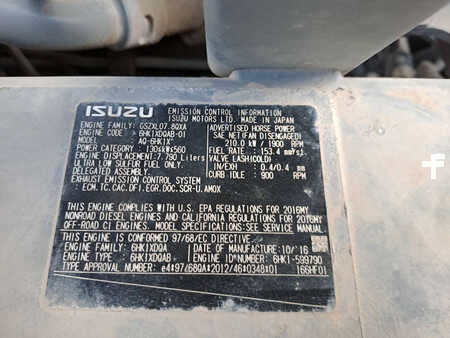 ISUZU
EMISSION CONTROL INFORMATION
ISUZU MOTORS LTD. MADE IN JAPAN
ENGINE FAMILY: GSZXL07.8QXA
ADVERTISED HORSE POWER
ENGINE CODE : 6HK1XDQAB-01
SAE NET(FAN DISENGAGED)
MODEL : AQ-6HK1X
210.0 kW / 1900 RPM
POWER CATEGORY : 130≤kW≤560
FUEL RATE : 153.4 mm³/st.
ENGINE DISPLACEMENT: 7.790 Liters
VALVE LASH(COLD)
ULTRA LOW SULFUR FUEL ONLY
IN/EXH : 0.4/0.4 mm
DELEGATED ASSEMBLY.
CURB IDLE : 900 RPM
EXHAUST EMISSION CONTROL SYSTEM
: ECM.TC.CAC.DFI.EGR.DOC.SCR-U.AMOX
THIS ENGINE COMPLIES WITH U.S. EPA REGULATIONS FOR 2016MY
NONROAD DIESEL ENGINES AND CALIFORNIA REGULATIONS FOR 2016MY
OFF-ROAD CI ENGINES. MODEL SPECIFICATIONS:SEE SERVICE MANUAL
THIS ENGINE IS CONFORMED 97/68/EC DIRECTIVE
ENGINE FAMILY : 6HK1XDQA
DATE OF MANUFACTURE : 10/'16
ENGINE TYPE : 6HK1XDQAB
ENGINE ID NUMBER : 6HK1-599790
TYPE APPROVAL NUMBER : e4*97/68QA*2012/46*0348*01
166HF01
f